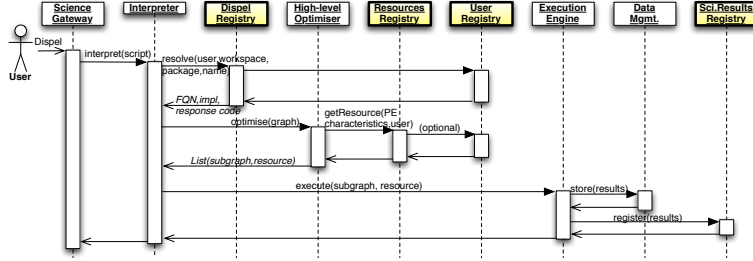 Science
Gateway
Interpreter
Dispel
Registry
High-level
Optimiser
Resources
Registry
User
Registry
Execution
Engine
Data
Mgmt.
Sci.Results
Registry
Dispel
User
interpret(script)
resolve(user,workspace,
package,name)
FQN,impl,
response code
optimise(graph)
getResource(PE
characteristics,user)
(optional)
List(subgraph,resource)
execute(subgraph, resource)
store(results)
register(results)